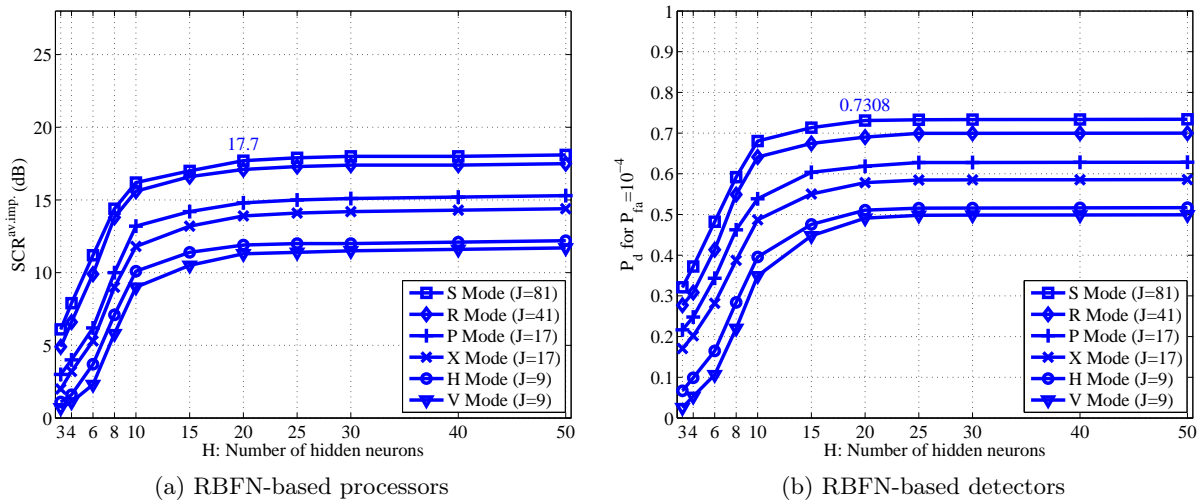 25
20
15
10
5
0
SCR^av.imp. (dB)
17.7
S Mode (J=81)
R Mode (J=41)
P Mode (J=17)
X Mode (J=17)
H Mode (J=9)
V Mode (J=9)
3 4 6 8 10 15 20 25 30 40 50
H: Number of hidden neurons
(a) RBFN-based processors
1
0.9
0.8
0.7
0.6
0.5
0.4
0.3
0.2
0.1
0
P_d for P_fa=10^−4
0.7308
S Mode (J=81)
R Mode (J=41)
P Mode (J=17)
X Mode (J=17)
H Mode (J=9)
V Mode (J=9)
3 4 6 8 10 15 20 25 30 40 50
H: Number of hidden neurons
(b) RBFN-based detectors